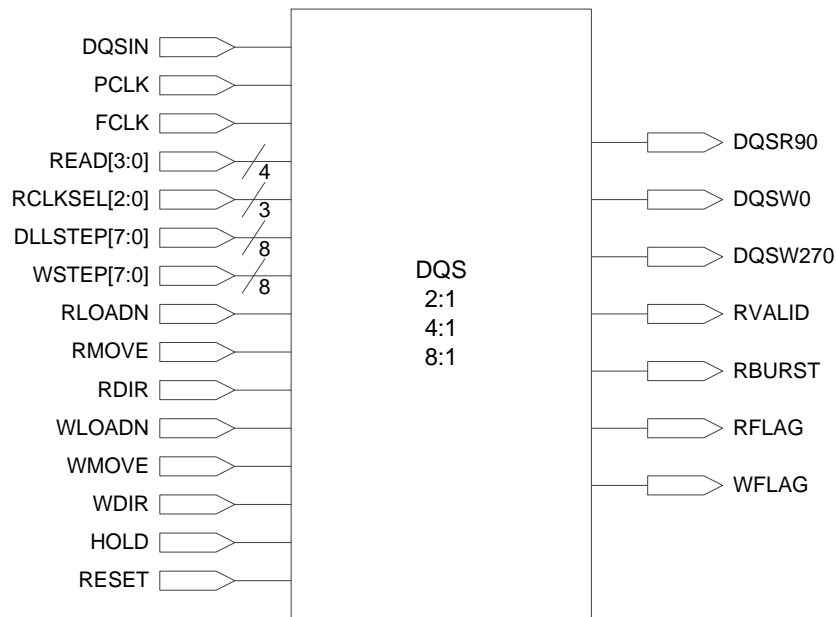 DQSIN
PCLK
FCLK
READ[3:0]
4
RCLKSEL[2:0]
3
DLLSTEP[7:0]
8
WSTEP[7:0]
8
RLOADN
RMOVE
RDIR
WLOADN
WMOVE
WDIR
HOLD
RESET
DQS
2:1
4:1
8:1
DQSR90
DQSW0
DQSW270
RVALID
RBURST
RFLAG
WFLAG